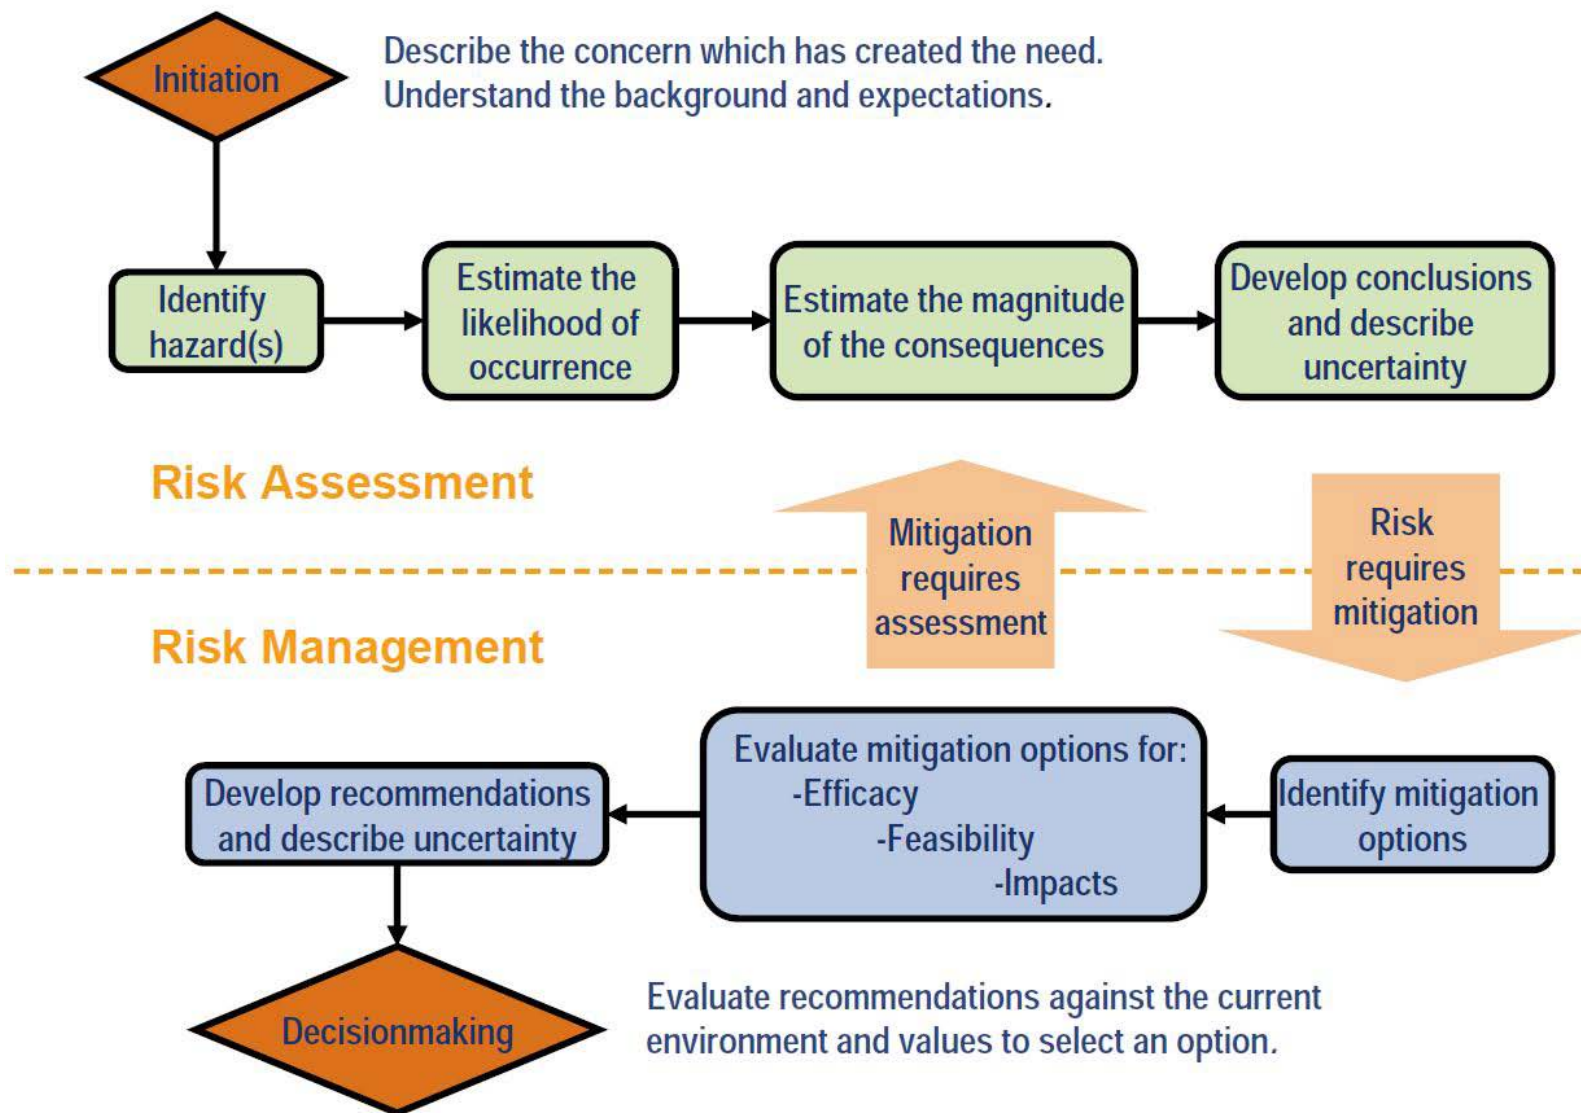 Initiation
Describe the concern which has created the need.
Understand the background and expectations.
Identify
hazard(s)
Estimate the
likelihood of
occurrence
Estimate the magnitude
of the consequences
Develop conclusions
and describe
uncertainty
Risk Assessment
Mitigation
requires
assessment
Risk
requires
mitigation
Risk Management
Develop recommendations
and describe uncertainty
Evaluate mitigation options for:
-Efficacy
-Feasibility
-Impacts
Identify mitigation
options
Decisionmaking
Evaluate recommendations against the current
environment and values to select an option.